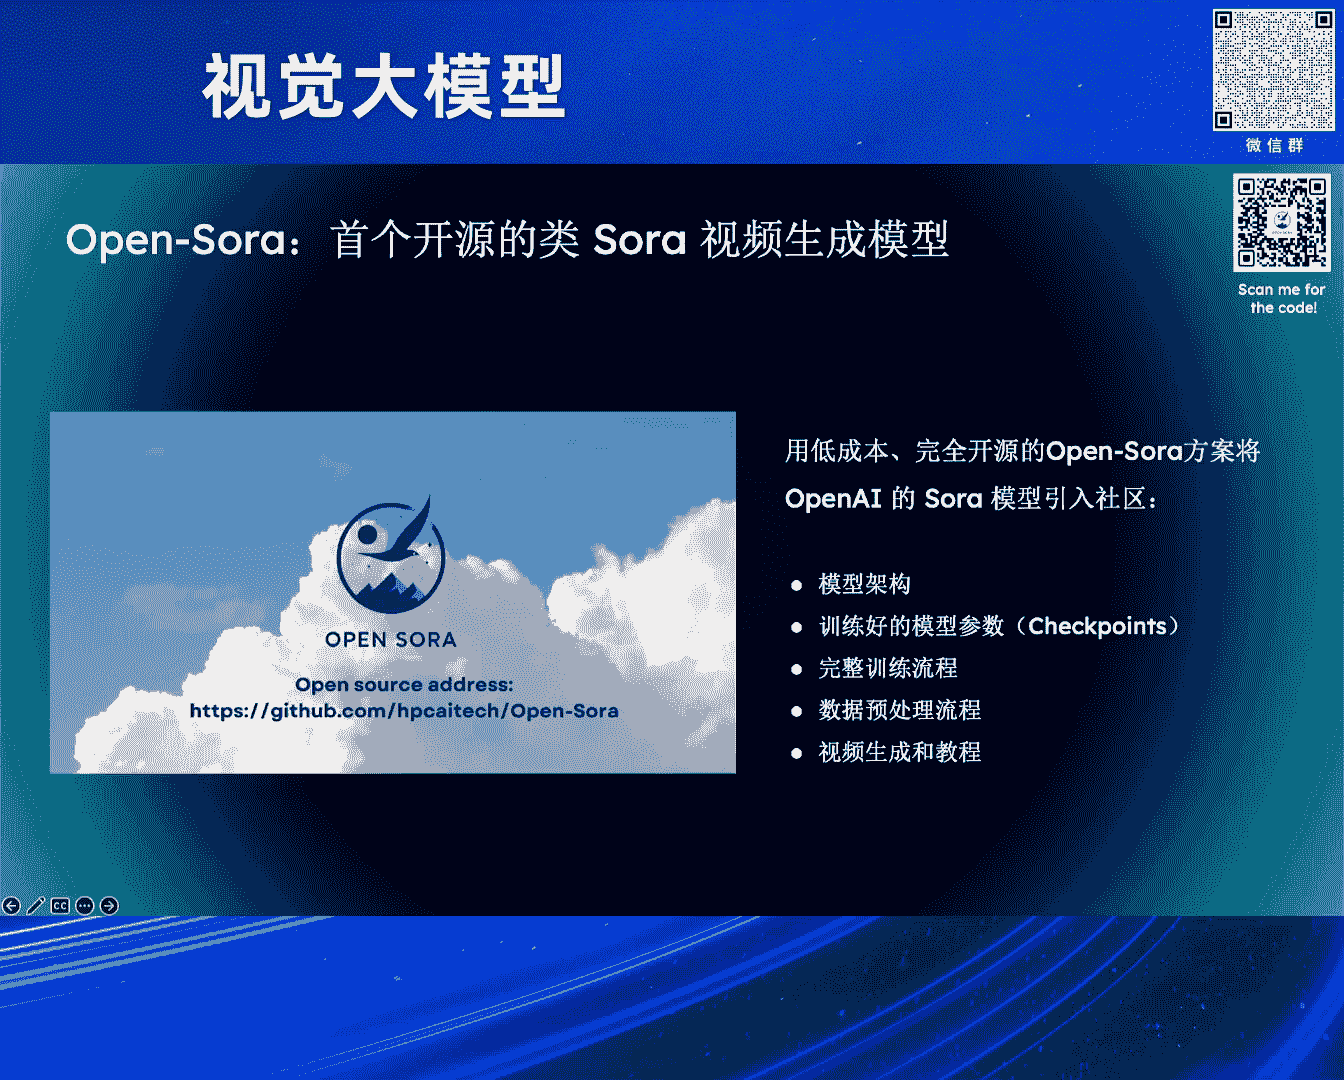 视觉大模型
微信群
Open-Sora：首个开源的类 Sora 视频生成模型
Scan me for
the code!
用低成本、完全开源的Open-Sora方案将
OpenAI 的 Sora 模型引入社区：
OPEN SORA
Open source address:
https://github.com/hpcaitech/Open-Sora
● 模型架构
● 训练好的模型参数（Checkpoints）
● 完整训练流程
● 数据预处理流程
● 视频生成和教程
CC